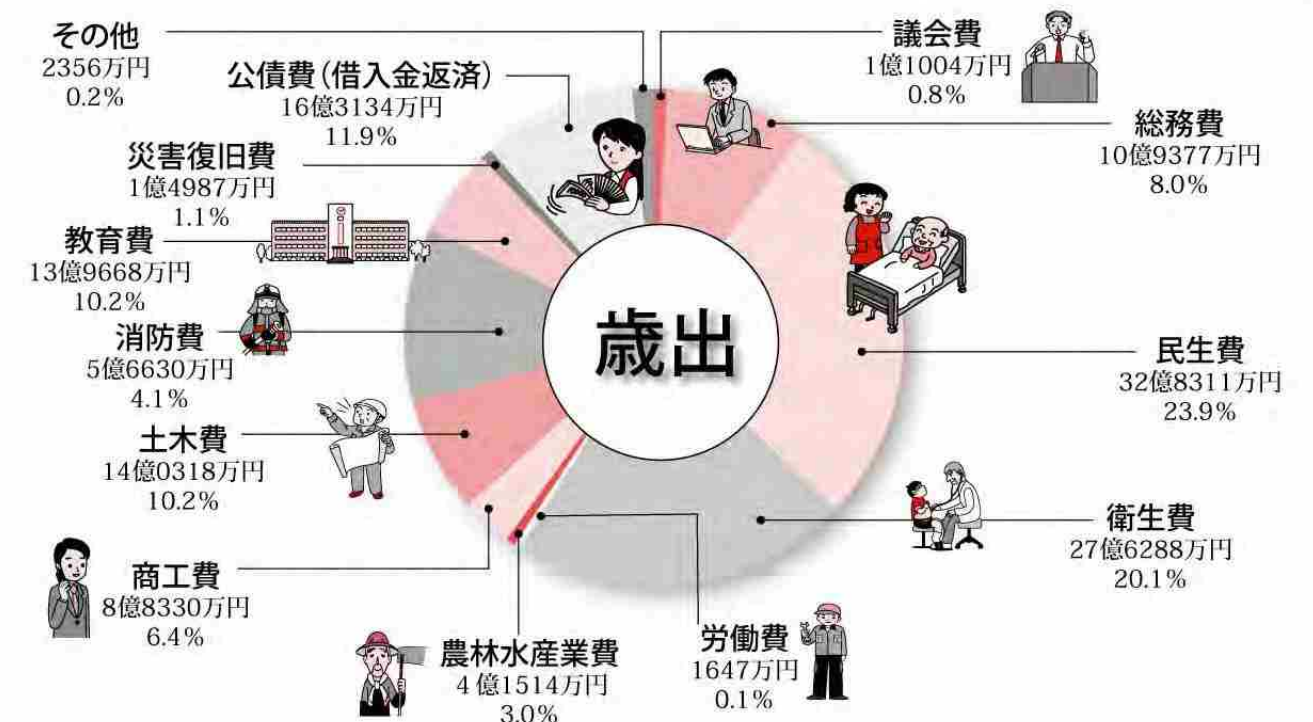 歳出
議会費
1億1004万円
0.8%
総務費
10億9377万円
8.0%
民生費
32億8311万円
23.9%
衛生費
27億6288万円
20.1%
労働費
1647万円
0.1%
農林水産業費
4億1514万円
3.0%
商工費
8億8330万円
6.4%
土木費
14億0318万円
10.2%
消防費
5億6630万円
4.1%
教育費
13億9668万円
10.2%
災害復旧費
1億4987万円
1.1%
公債費(借入金返済)
16億3134万円
11.9%
その他
2356万円
0.2%